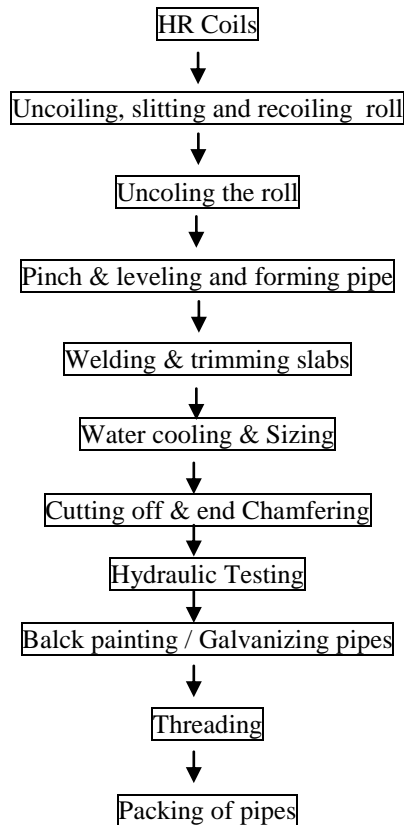 HR Coils
Uncoiling, slitting and recoiling roll
Uncoling the roll
Pinch & leveling and forming pipe
Welding & trimming slabs
Water cooling & Sizing
Cutting off & end Chamfering
Hydraulic Testing
Balck painting / Galvanizing pipes
Threading
Packing of pipes